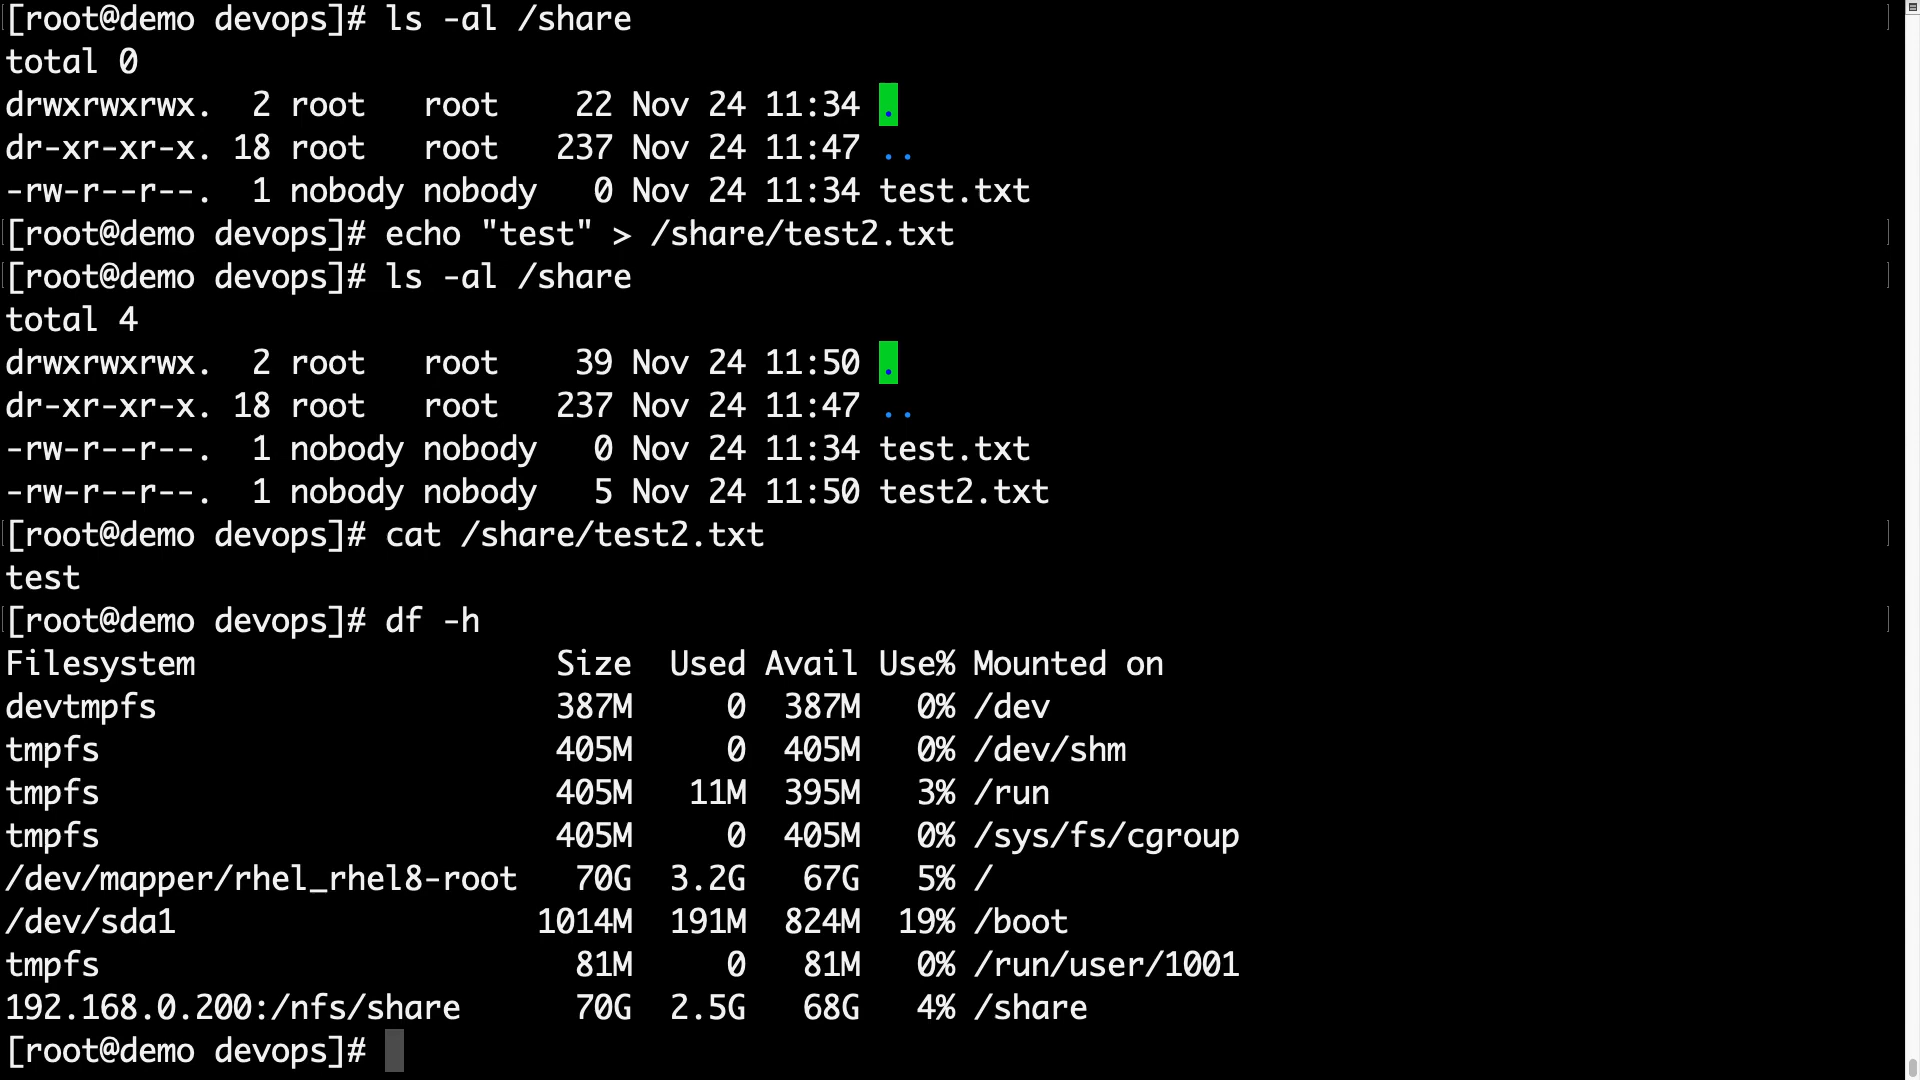 [root@demo devops]# ls -al /share
total 0
drwxrwxrwx.  2 root   root    22 Nov 24 11:34 .
dr-xr-xr-x. 18 root   root   237 Nov 24 11:47 ..
-rw-r--r--.  1 nobody nobody   0 Nov 24 11:34 test.txt
[root@demo devops]# echo "test" > /share/test2.txt
[root@demo devops]# ls -al /share
total 4
drwxrwxrwx.  2 root   root    39 Nov 24 11:50 .
dr-xr-xr-x. 18 root   root   237 Nov 24 11:47 ..
-rw-r--r--.  1 nobody nobody   0 Nov 24 11:34 test.txt
-rw-r--r--.  1 nobody nobody   5 Nov 24 11:50 test2.txt
[root@demo devops]# cat /share/test2.txt
test
[root@demo devops]# df -h
Filesystem                   Size  Used Avail Use% Mounted on
devtmpfs                     387M     0  387M   0% /dev
tmpfs                        405M     0  405M   0% /dev/shm
tmpfs                        405M   11M  395M   3% /run
tmpfs                        405M     0  405M   0% /sys/fs/cgroup
/dev/mapper/rhel_rhel8-root   70G  3.2G   67G   5% /
/dev/sda1                   1014M  191M  824M  19% /boot
tmpfs                         81M     0   81M   0% /run/user/1001
192.168.0.200:/nfs/share      70G  2.5G   68G   4% /share
[root@demo devops]#